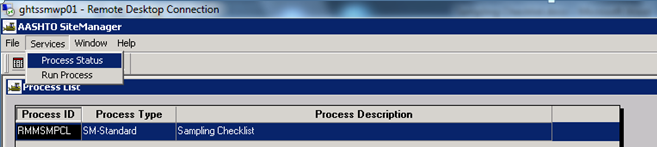 ghtssmwp01 - Remote Desktop Connection
AASHTO SiteManager
File Services Window Help
Process Status
Run Process
Process List
Process ID Process Type Process Description
RMMSMPCL SM-Standard Sampling Checklist